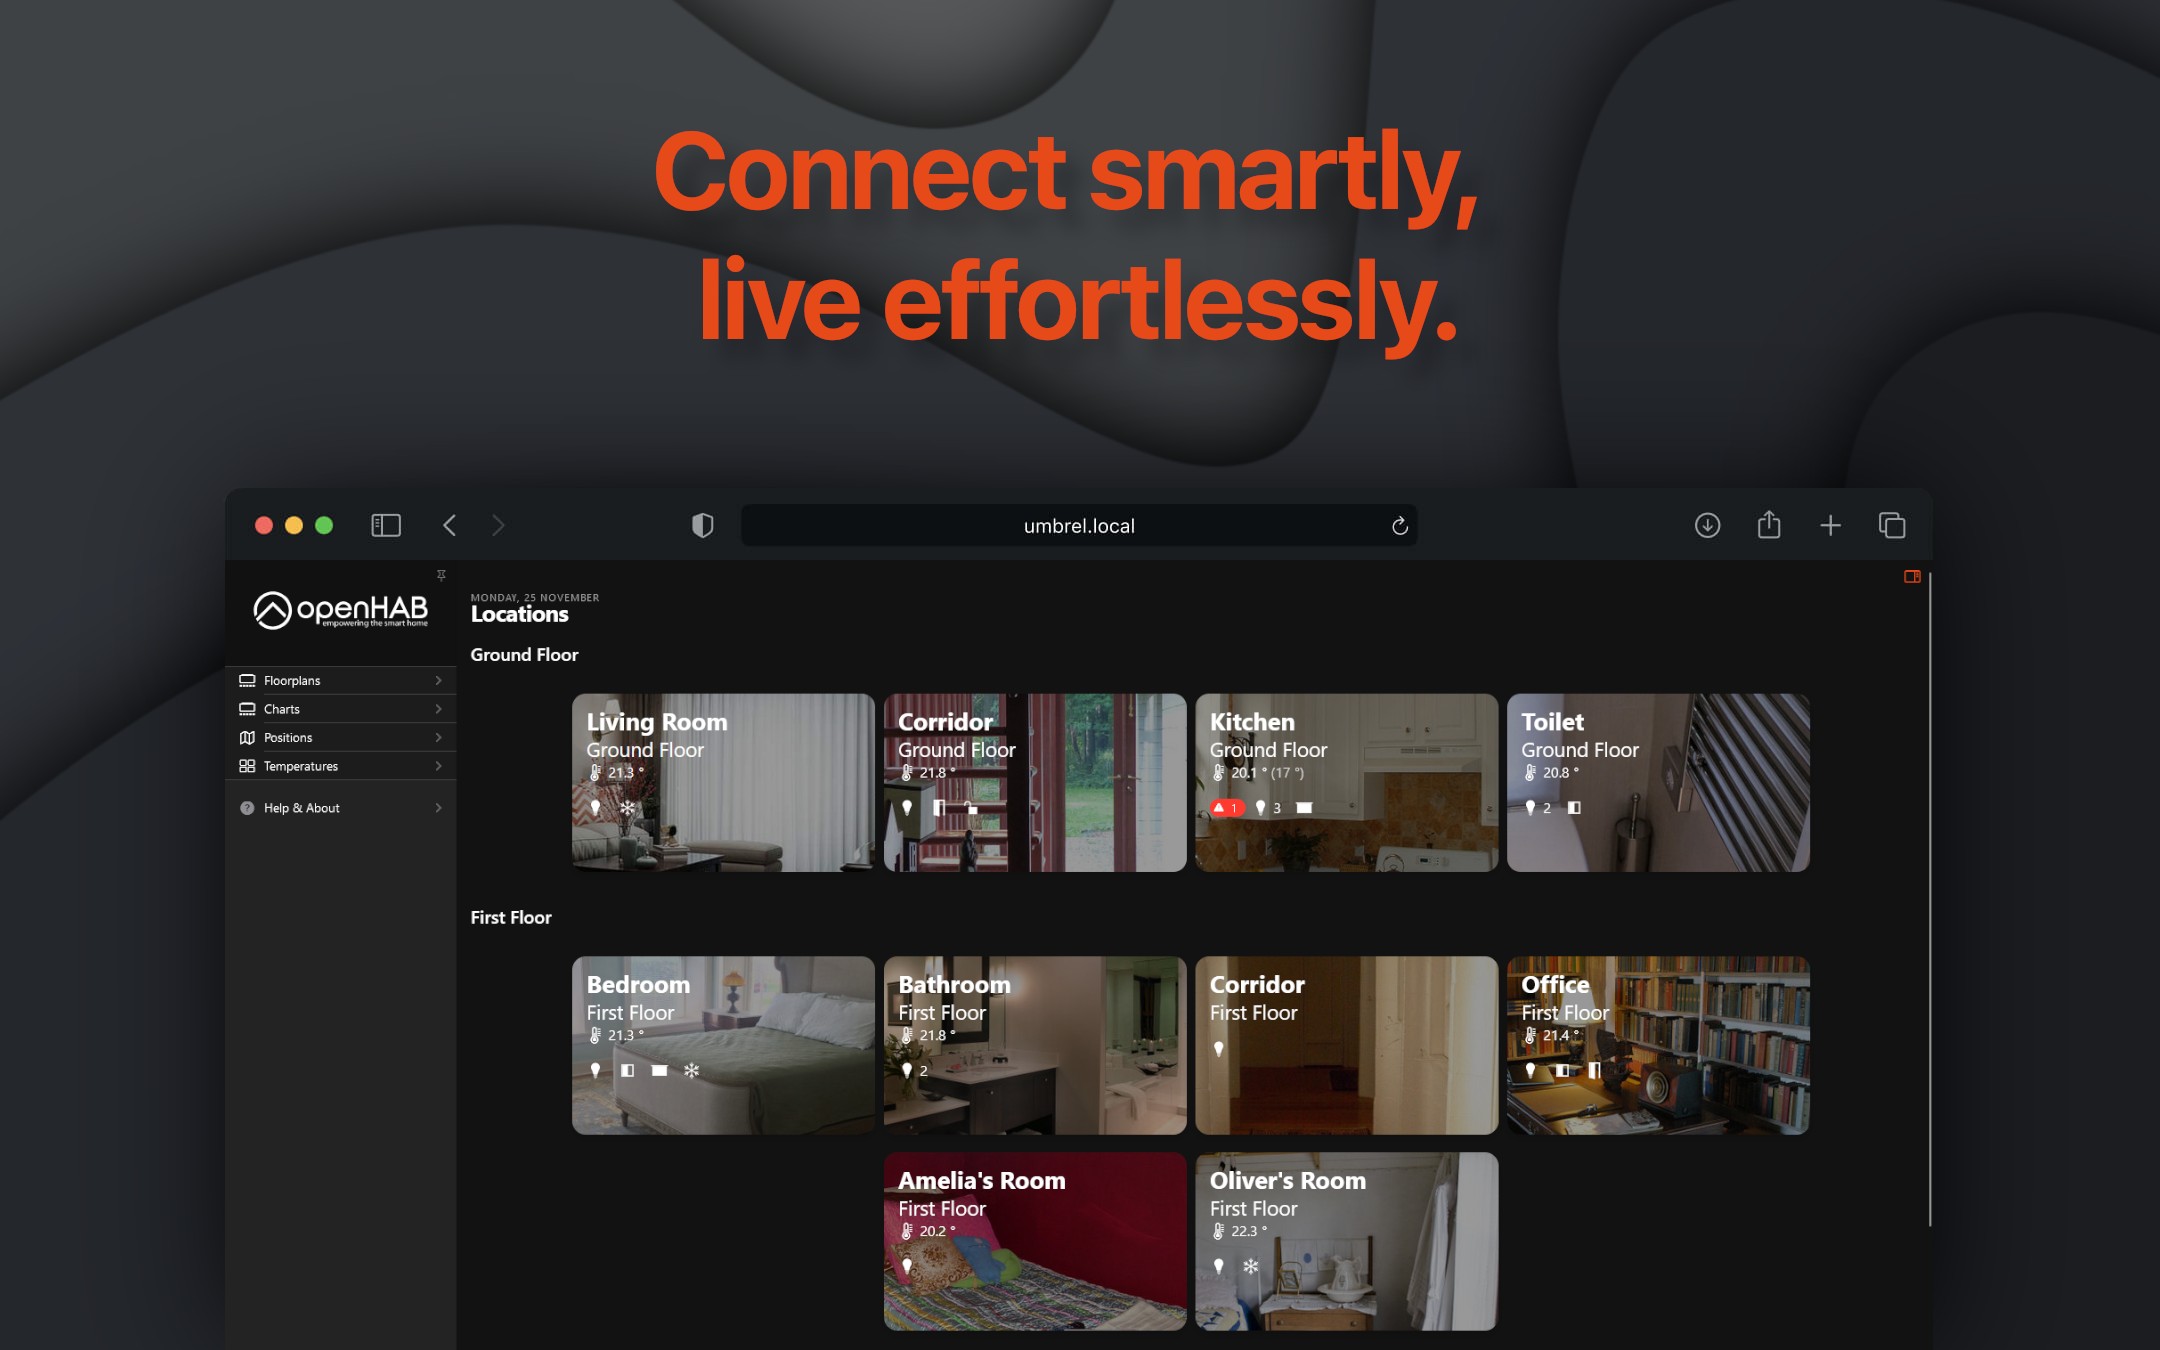 Connect smartly,
live effortlessly.
umbrel.local
openHAB
empowering the smart home
Floorplans
Charts
Positions
Temperatures
Help & About
MONDAY, 25 NOVEMBER
Locations
Ground Floor
Living Room
Ground Floor
21.3 °
Corridor
Ground Floor
21.8 °
Kitchen
Ground Floor
20.1 ° (17 °)
1 3
Toilet
Ground Floor
20.8 °
2
First Floor
Bedroom
First Floor
21.3 °
Bathroom
First Floor
21.8 °
2
Corridor
First Floor
Office
First Floor
21.4 °
Amelia's Room
First Floor
20.2 °
Oliver's Room
First Floor
22.3 °